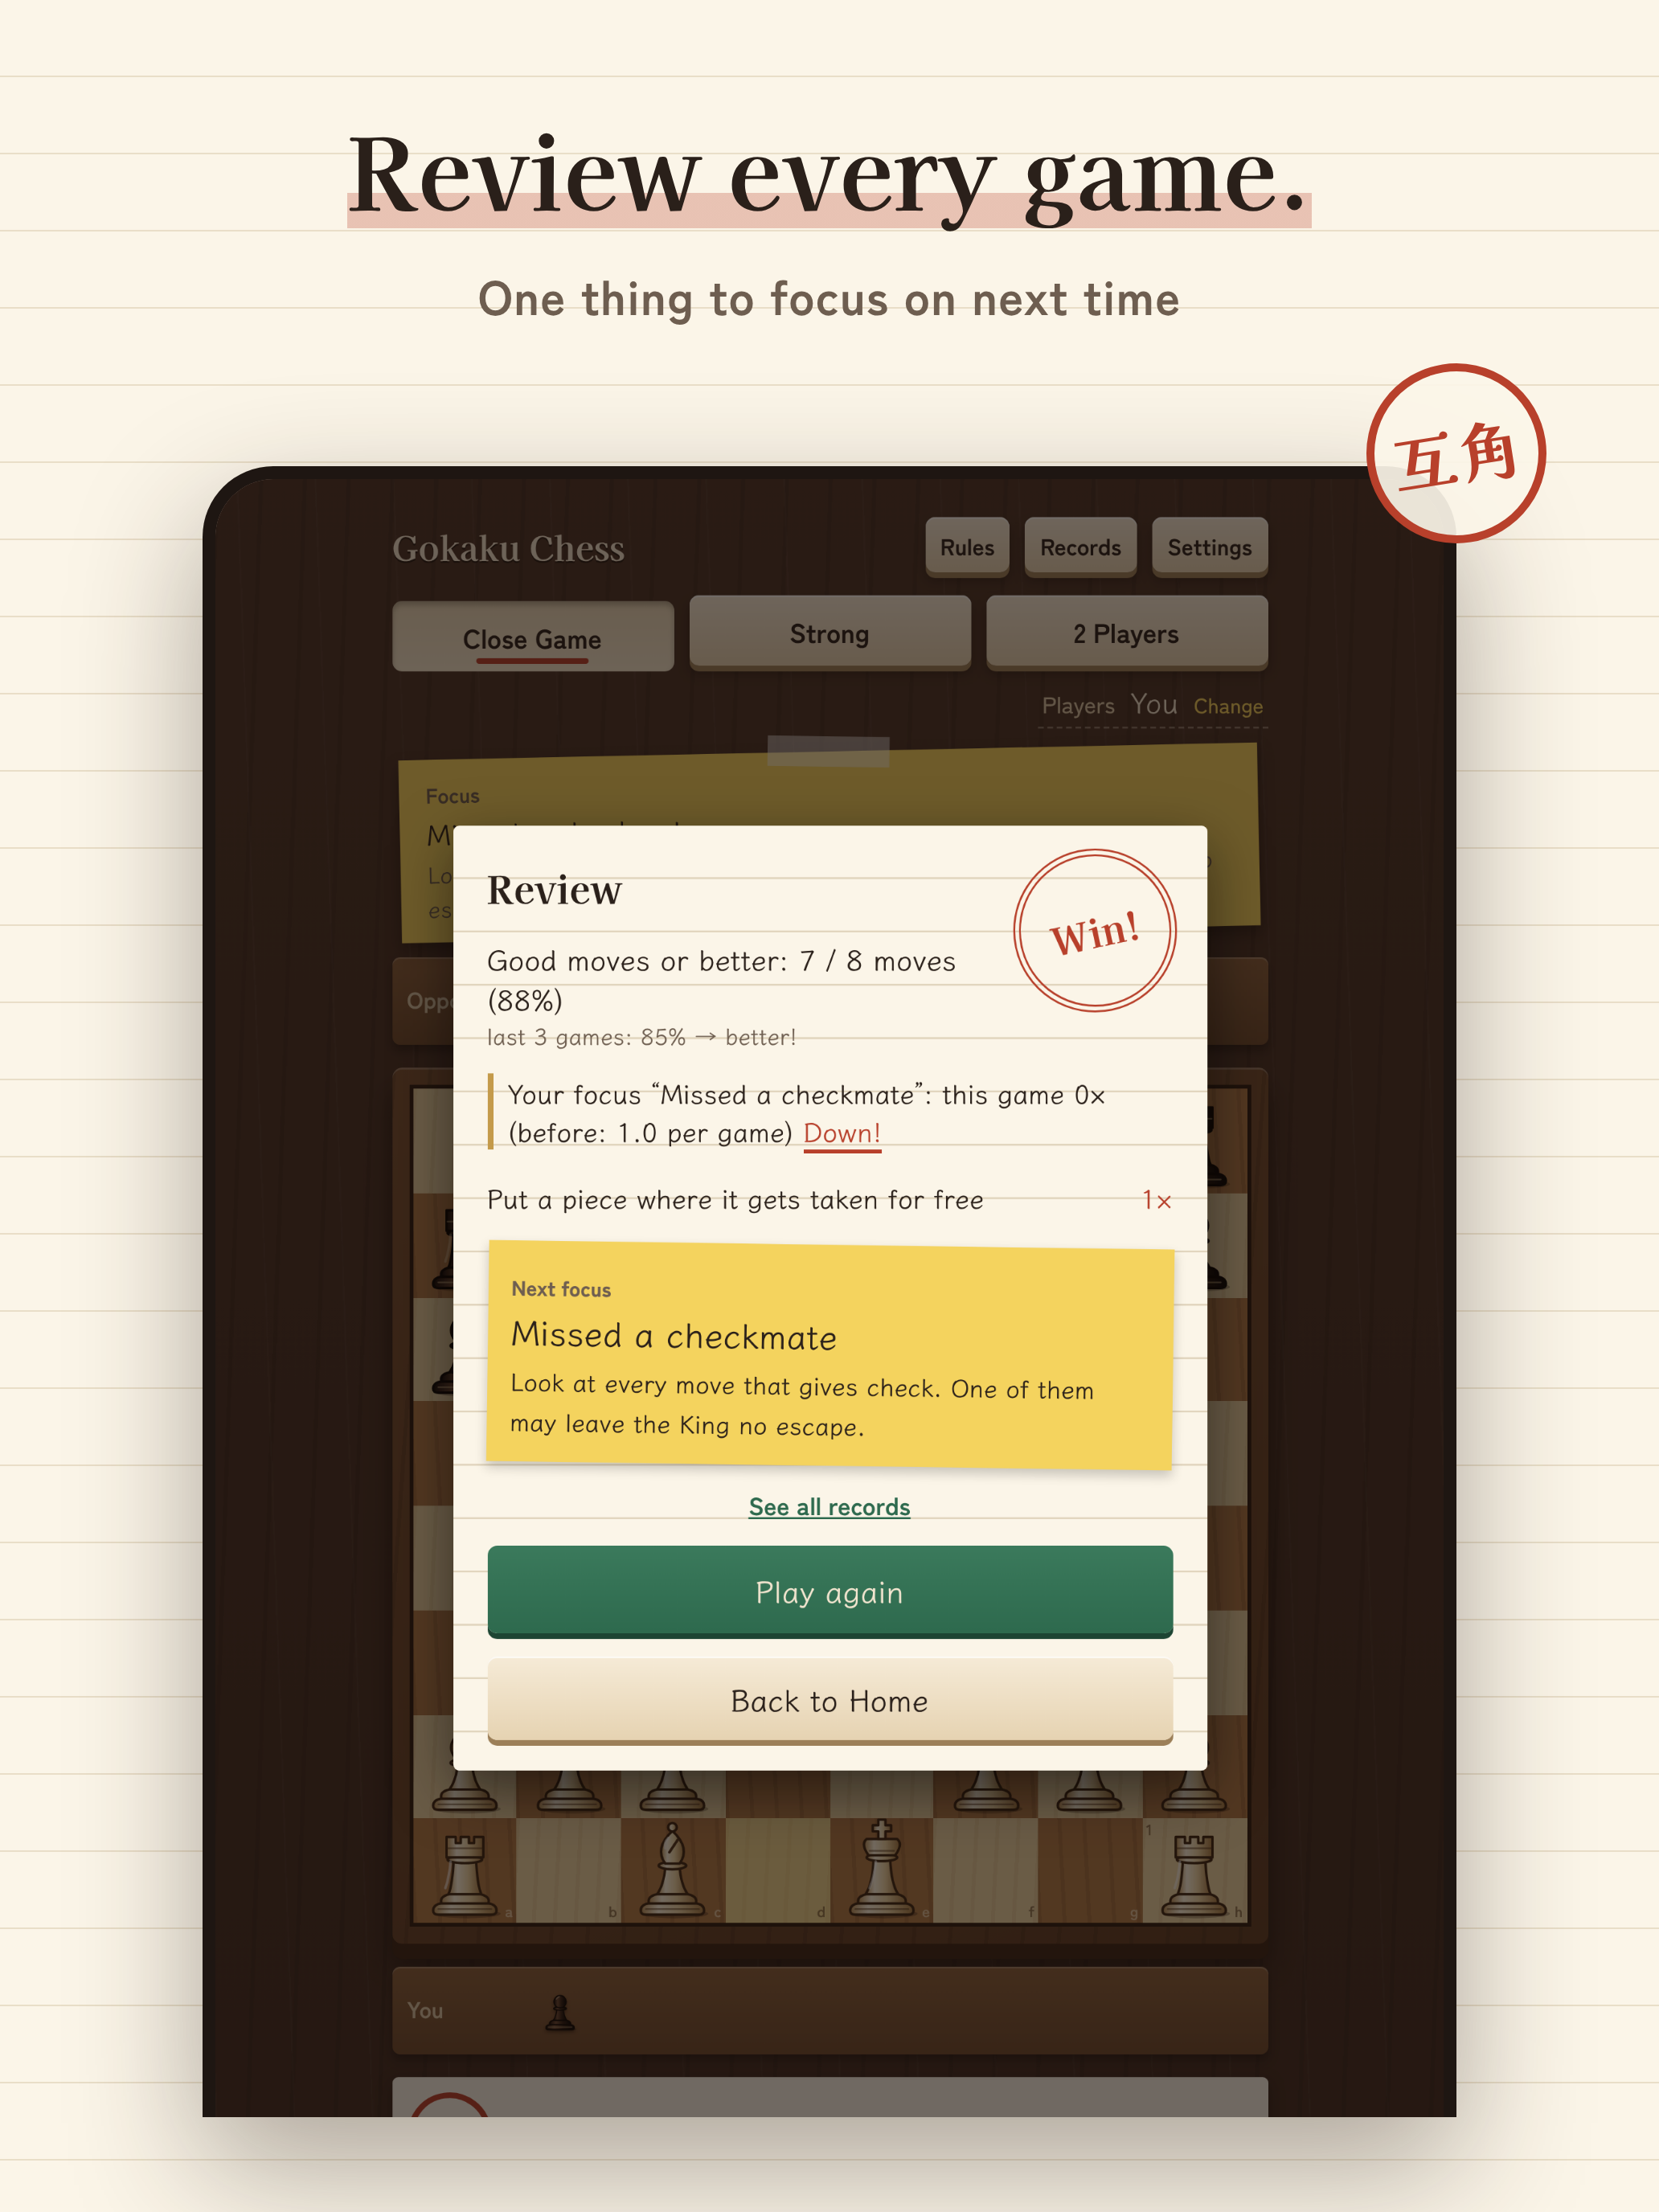 Review every game.
One thing to focus on next time
互角
Gokaku Chess
Rules
Records
Settings
Close Game
Strong
2 Players
Players You Change
Focus
Review
Win!
Good moves or better: 7 / 8 moves
(88%)
last 3 games: 85% → better!
Your focus “Missed a checkmate”: this game 0×
(before: 1.0 per game) Down!
Put a piece where it gets taken for free 1×
Next focus
Missed a checkmate
Look at every move that gives check. One of them
may leave the King no escape.
See all records
Play again
Back to Home
1
a b c d e f g h
You